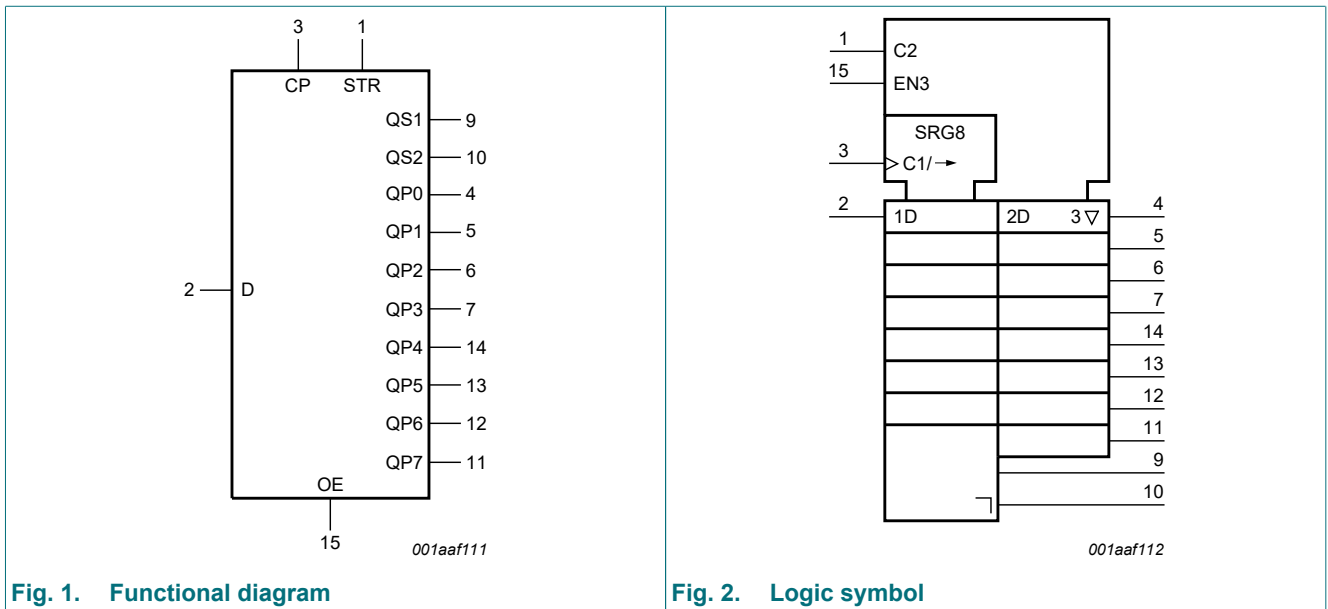 3 1
CP STR
QS1 9
QS2 10
QP0 4
QP1 5
QP2 6
QP3 7
2 D
QP4 14
QP5 13
QP6 12
QP7 11
OE
15
001aaf111
Fig. 1. Functional diagram
1 C2
15 EN3
SRG8
3 C1/→
2 1D 2D 3▽ 4
5
6
7
14
13
12
11
9
10
001aaf112
Fig. 2. Logic symbol